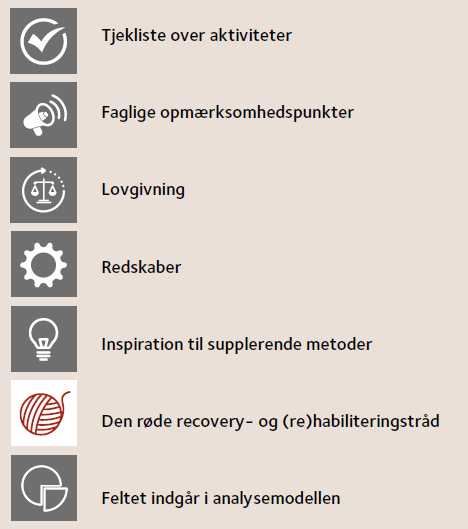 Tjekliste over aktiviteter
Faglige opmærksomhedspunkter
Lovgivning
Redskaber
Inspiration til supplerende metoder
Den røde recovery- og (re)habiliteringstråd
Feltet indgår i analysemodellen